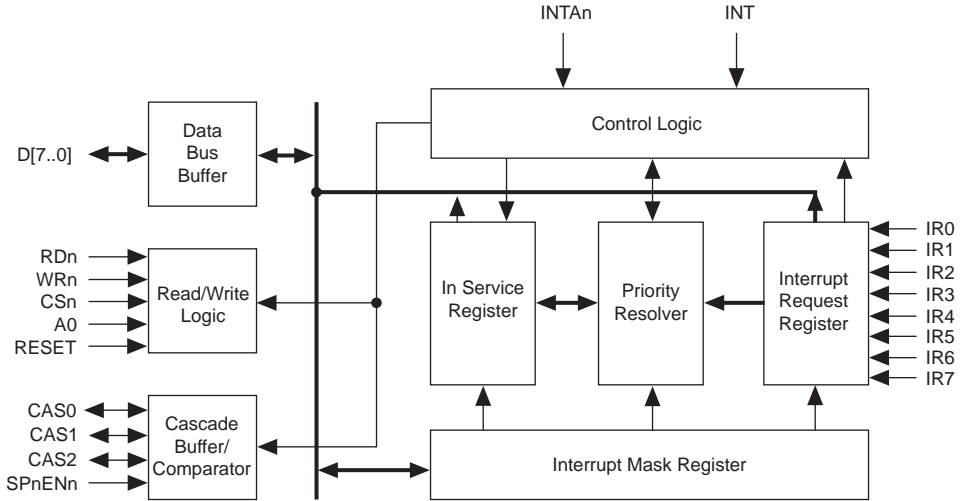 INTAn
INT
Control Logic
D[7..0]
Data
Bus
Buffer
RDn
WRn
CSn
A0
RESET
Read/Write
Logic
In Service
Register
Priority
Resolver
Interrupt
Request
Register
IR0
IR1
IR2
IR3
IR4
IR5
IR6
IR7
CAS0
CAS1
CAS2
SPnENn
Cascade
Buffer/
Comparator
Interrupt Mask Register